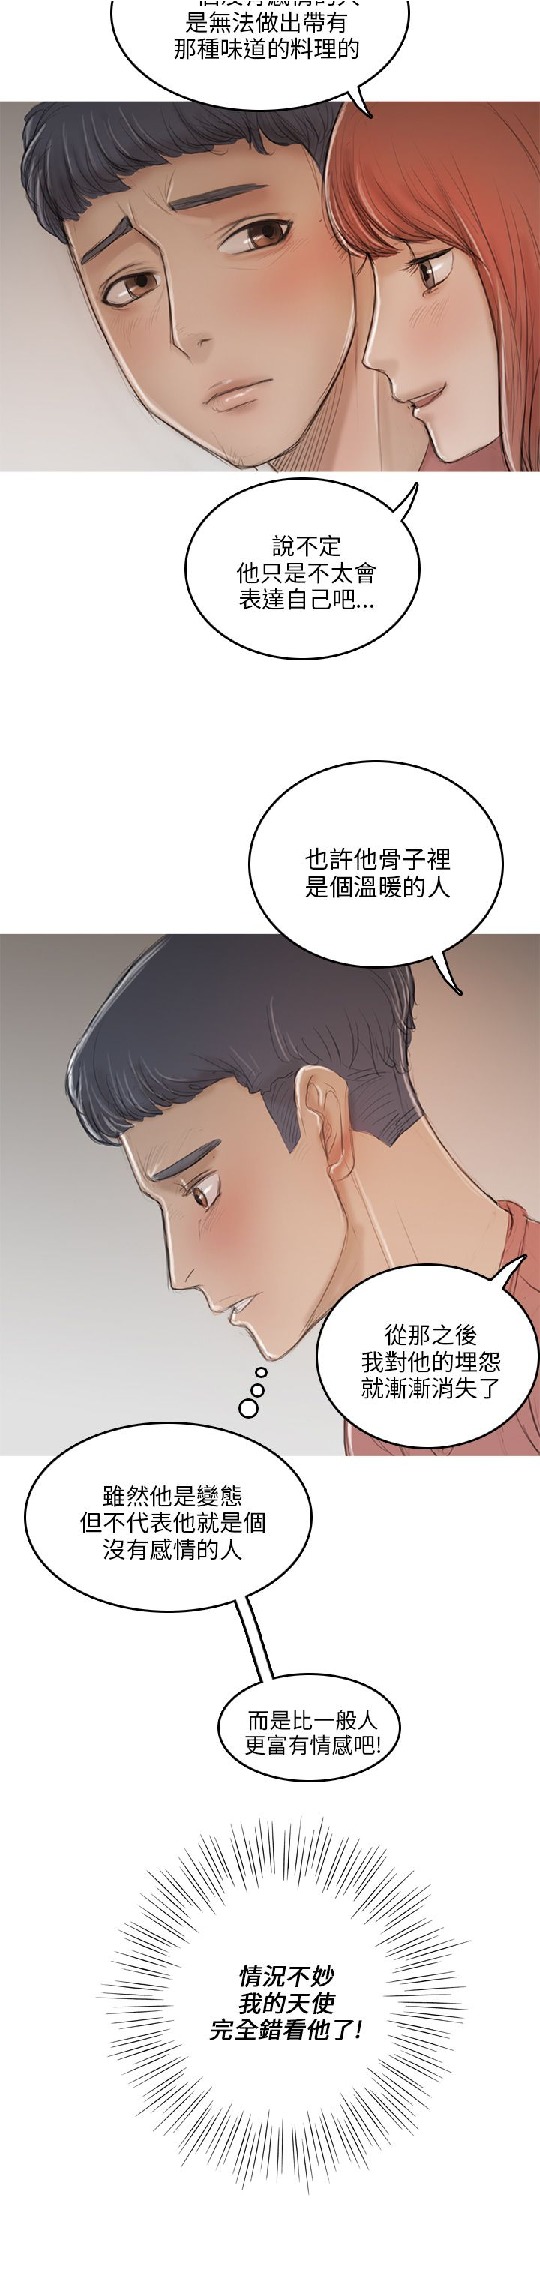 是無法做出帶有
那種味道的料理的
說不定
他只是不太會
表達自己吧...
也許他骨子裡
是個溫暖的人
從那之後
我對他的埋怨
就漸漸消失了
雖然他是變態
但不代表他就是個
沒有感情的人
而是比一般人
更富有情感吧!
情況不妙
我的天使
完全錯看他了!